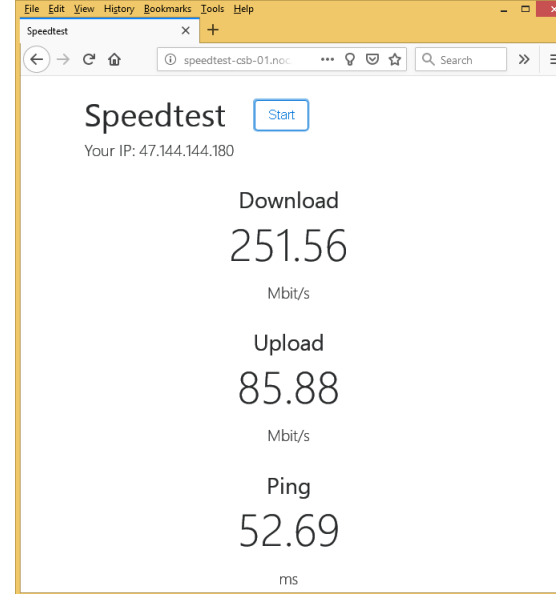 File Edit View History Bookmarks Tools Help
Speedtest
speedtest-csb-01.noc
Search
Speedtest Start
Your IP: 47.144.144.180
Download
251.56
Mbit/s
Upload
85.88
Mbit/s
Ping
52.69
ms